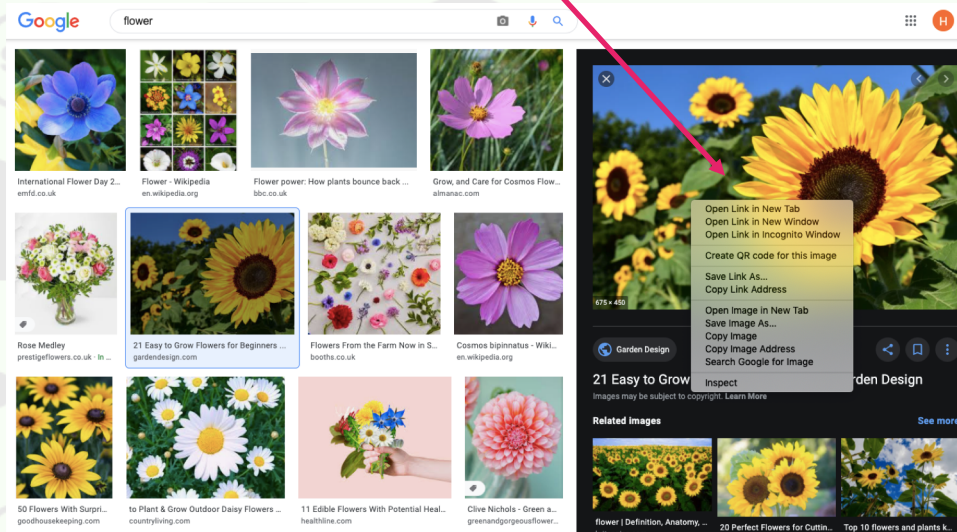 Google
flower
H
International Flower Day 2...
emfd.co.uk
Flower - Wikipedia
en.wikipedia.org
Flower power: How plants bounce back ...
bbc.co.uk
Grow, and Care for Cosmos Flow...
almanac.com
Rose Medley
prestigeflowers.co.uk · In ...
21 Easy to Grow Flowers for Beginners ...
gardendesign.com
Flowers From the Farm Now in S...
booths.co.uk
Cosmos bipinnatus - Wiki...
en.wikipedia.org
50 Flowers With Surpri...
goodhousekeeping.com
to Plant & Grow Outdoor Daisy Flowers ...
countryliving.com
11 Edible Flowers With Potential Heal...
healthline.com
Clive Nichols - Green a...
greenandgorgeousflower...
Open Link in New Tab
Open Link in New Window
Open Link in Incognito Window
Create QR code for this image
Save Link As...
Copy Link Address
Open Image in New Tab
Save Image As...
Copy Image
Copy Image Address
Search Google for Image
Inspect
675 × 450
Garden Design
21 Easy to Grow rden Design
Images may be subject to copyright. Learn More
Related images
See more
flower | Definition, Anatomy, ...
20 Perfect Flowers for Cuttin...
Top 10 flowers and plants k...